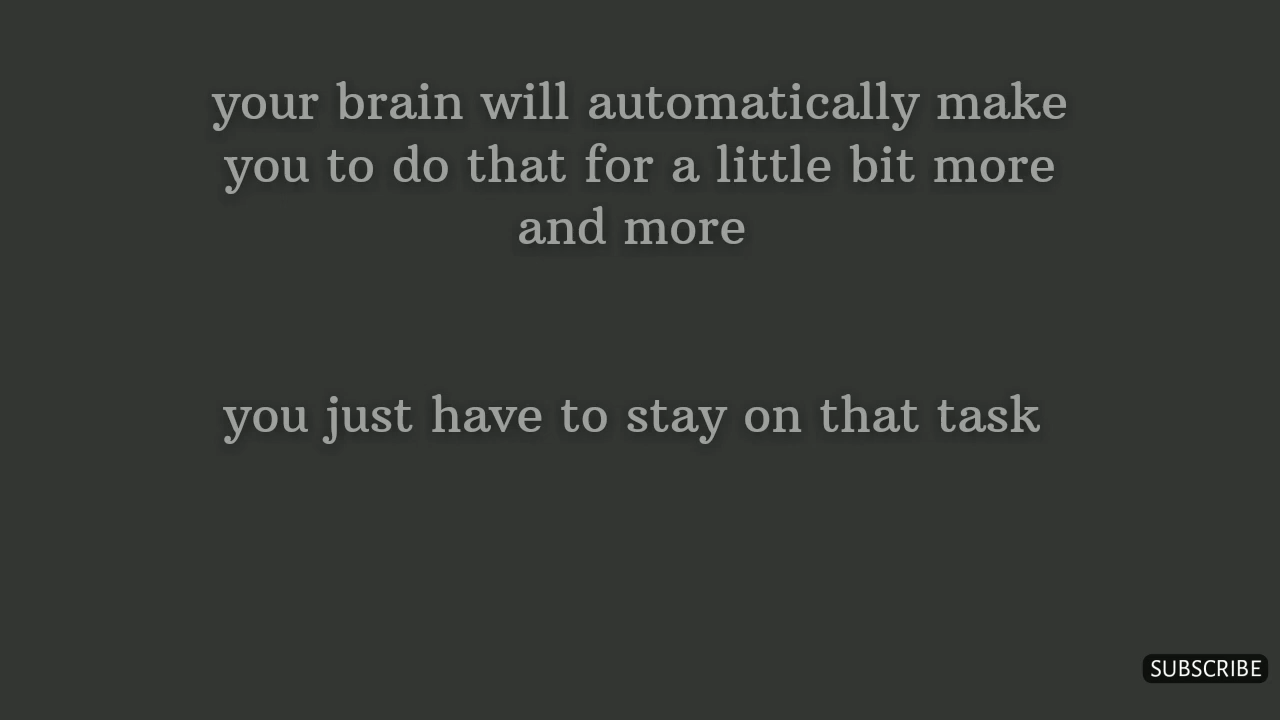 your brain will automatically make
you to do that for a little bit more
and more
you just have to stay on that task
SUBSCRIBE